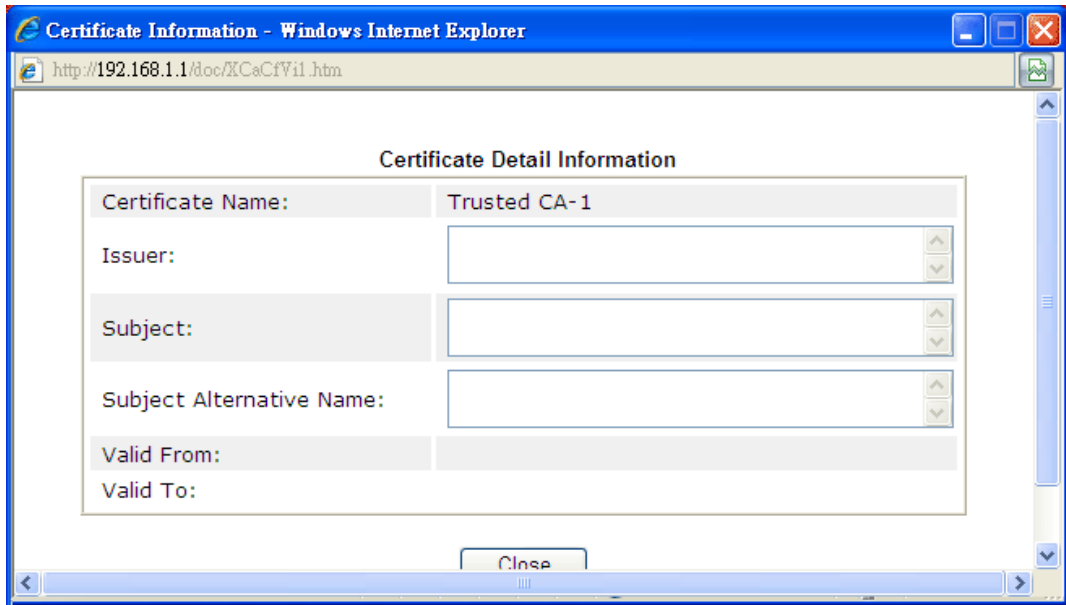 Certificate Information - Windows Internet Explorer
http://192.168.1.1/doc/XCaCfVi1.htm
Certificate Detail Information
Certificate Name: Trusted CA-1
Issuer:
Subject:
Subject Alternative Name:
Valid From:
Valid To:
Close